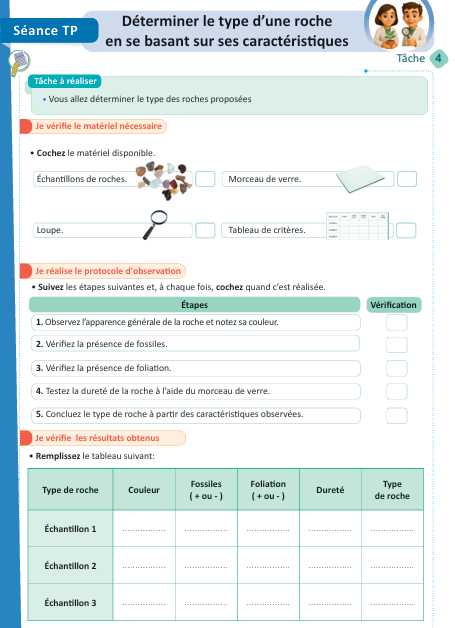 Séance TP
Déterminer le type d'une roche
en se basant sur ses caractéristiques
Tâche 4
Tâche à réaliser
• Vous allez déterminer le type des roches proposées
Je vérifie le matériel nécessaire
• Cochez le matériel disponible.
Échantillons de roches.
Morceau de verre.
Loupe.
Tableau de critères.
Je réalise le protocole d'observation
• Suivez les étapes suivantes et, à chaque fois, cochez quand c'est réalisée.
Étapes
Vérification
1. Observez l'apparence générale de la roche et notez sa couleur.
2. Vérifiez la présence de fossiles.
3. Vérifiez la présence de foliation.
4. Testez la dureté de la roche à l'aide du morceau de verre.
5. Concluez le type de roche à partir des caractéristiques observées.
Je vérifie les résultats obtenus
• Remplissez le tableau suivant:
Type de roche
Couleur
Fossiles
( + ou - )
Foliation
( + ou - )
Dureté
Type
de roche
Échantillon 1 ................ ................ ................ ................ ................
Échantillon 2 ................ ................ ................ ................ ................
Échantillon 3 ................ ................ ................ ................ ................